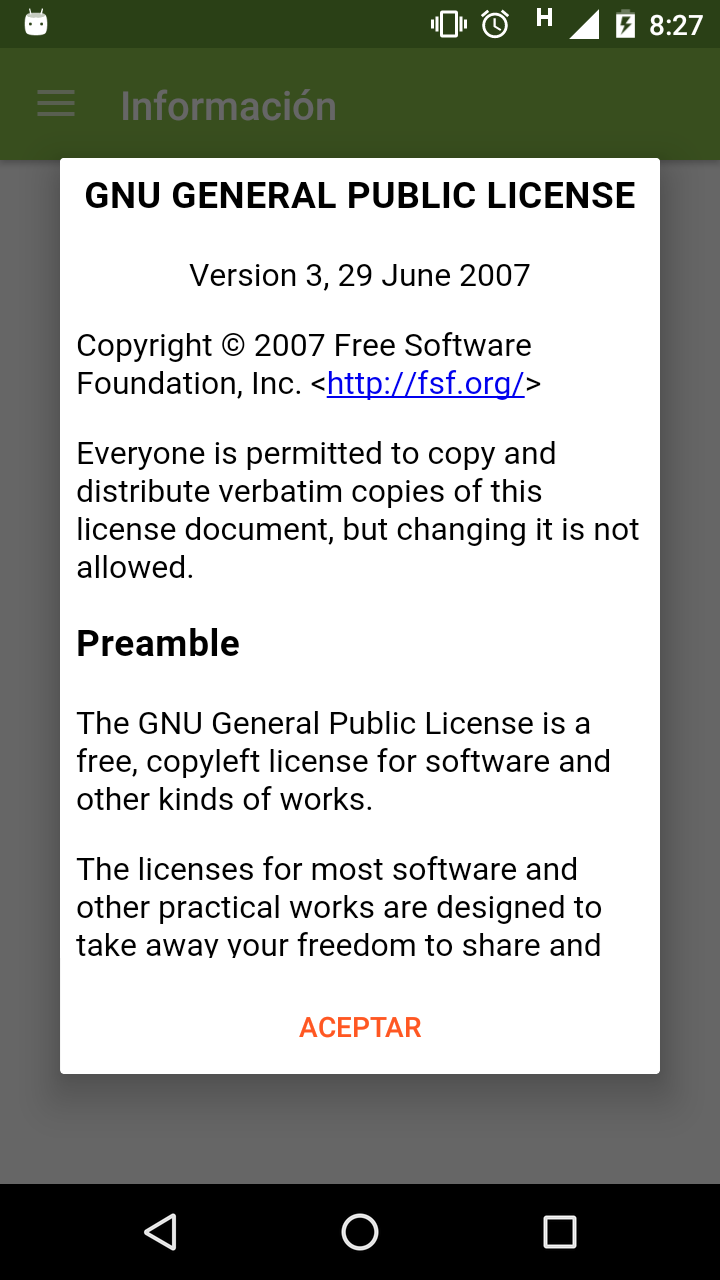 H 8:27
Información
GNU GENERAL PUBLIC LICENSE
Version 3, 29 June 2007
Copyright © 2007 Free Software
Foundation, Inc. <http://fsf.org/>
Everyone is permitted to copy and
distribute verbatim copies of this
license document, but changing it is not
allowed.
Preamble
The GNU General Public License is a
free, copyleft license for software and
other kinds of works.
The licenses for most software and
other practical works are designed to
take away your freedom to share and
ACEPTAR